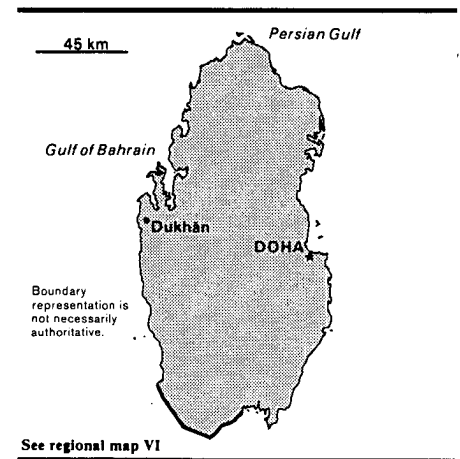 Persian Gulf
45 km
Gulf of Bahrain
Dukhān
DOHA
Boundary
representation is
not necessarily
authoritative.
See regional map VI